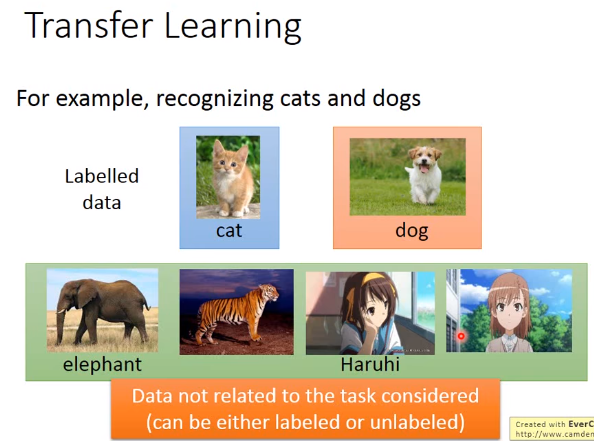 Transfer Learning
For example, recognizing cats and dogs
Labelled
data
cat
dog
elephant
Haruhi
Data not related to the task considered
(can be either labeled or unlabeled)
Created with EverC
http://www.camden